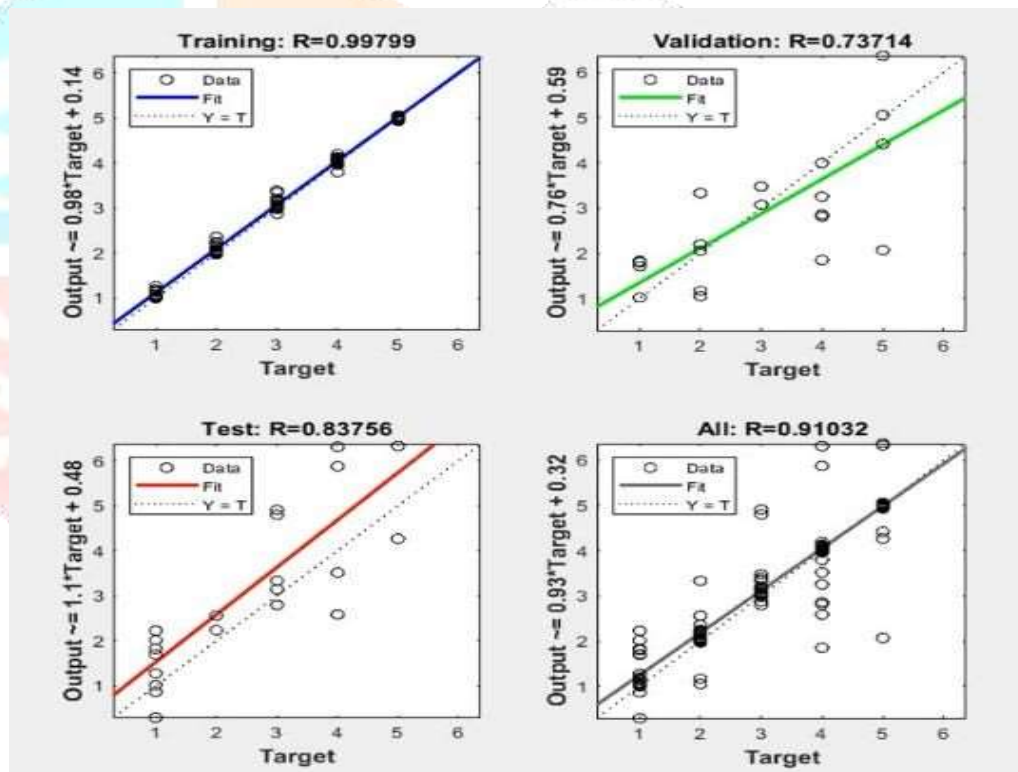 Training: R=0.99799
Output ~= 0.98*Target + 0.14
Data
Fit
Y = T
6
5
4
3
2
1
1 2 3 4 5 6
Target
Validation: R=0.73714
Output ~= 0.76*Target + 0.59
Data
Fit
Y = T
6
5
4
3
2
1
1 2 3 4 5 6
Target
Test: R=0.83756
Output ~= 1.1*Target + 0.48
Data
Fit
Y = T
6
5
4
3
2
1
1 2 3 4 5 6
Target
All: R=0.91032
Output ~= 0.93*Target + 0.32
Data
Fit
Y = T
6
5
4
3
2
1
1 2 3 4 5 6
Target